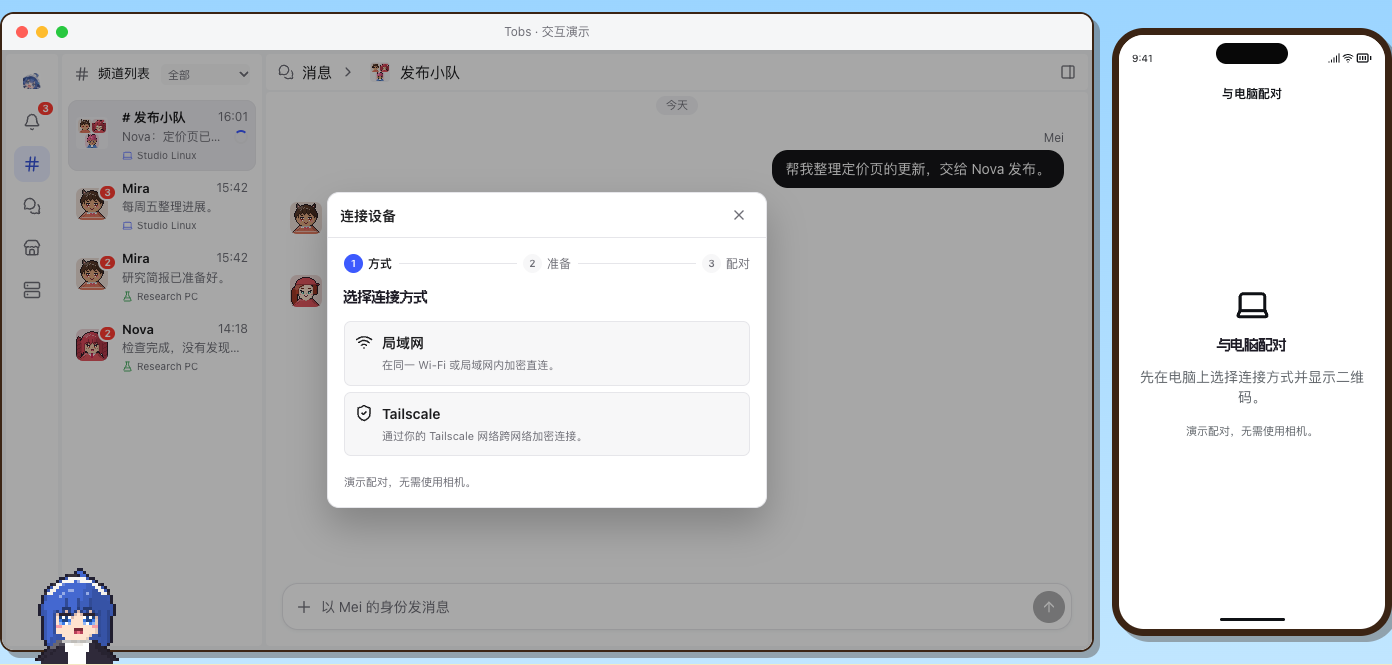 Tobs · 交互演示
3
频道列表
全部
# 发布小队
16:01
Nova：定价页已...
Studio Linux
3
Mira
15:42
每周五整理进展。
Studio Linux
2
Mira
15:42
研究简报已准备好。
Research PC
2
Nova
14:18
检查完成，没有发现...
Research PC
消息
发布小队
今天
Mei
帮我整理定价页的更新，交给 Nova 发布。
连接设备
1 方式
2 准备
3 配对
选择连接方式
局域网
在同一 Wi-Fi 或局域网内加密直连。
Tailscale
通过你的 Tailscale 网络跨网络加密连接。
演示配对，无需使用相机。
以 Mei 的身份发消息
9:41
与电脑配对
与电脑配对
先在电脑上选择连接方式并显示二维
码。
演示配对，无需使用相机。